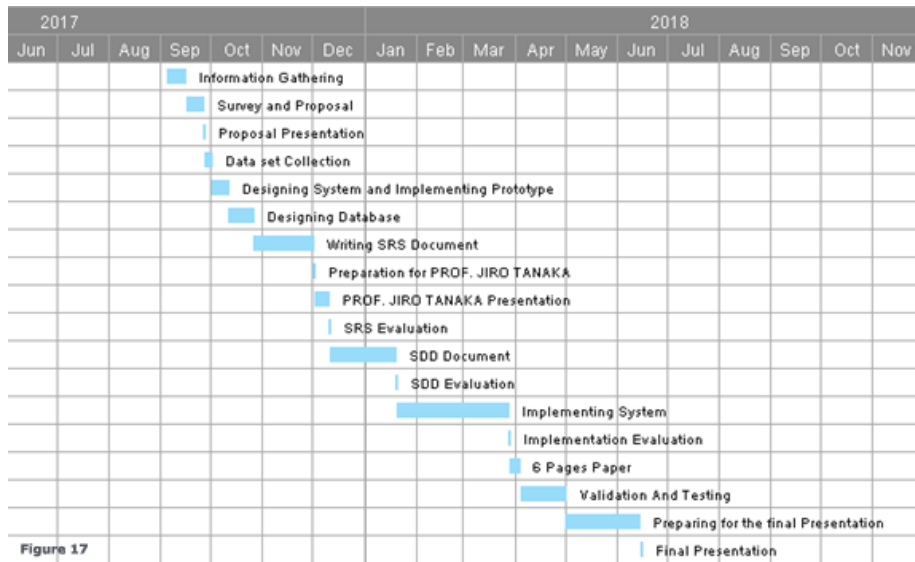 2017 2018
Jun Jul Aug Sep Oct Nov Dec Jan Feb Mar Apr May Jun Jul Aug Sep Oct Nov
Information Gathering
Survey and Proposal
Proposal Presentation
Data set Collection
Designing System and Implementing Prototype
Designing Database
Writing SRS Document
Preparation for PROF. JIRO TANAKA
PROF. JIRO TANAKA Presentation
SRS Evaluation
SDD Document
SDD Evaluation
Implementing System
Implementation Evaluation
6 Pages Paper
Validation And Testing
Preparing for the final Presentation
Figure 17 Final Presentation